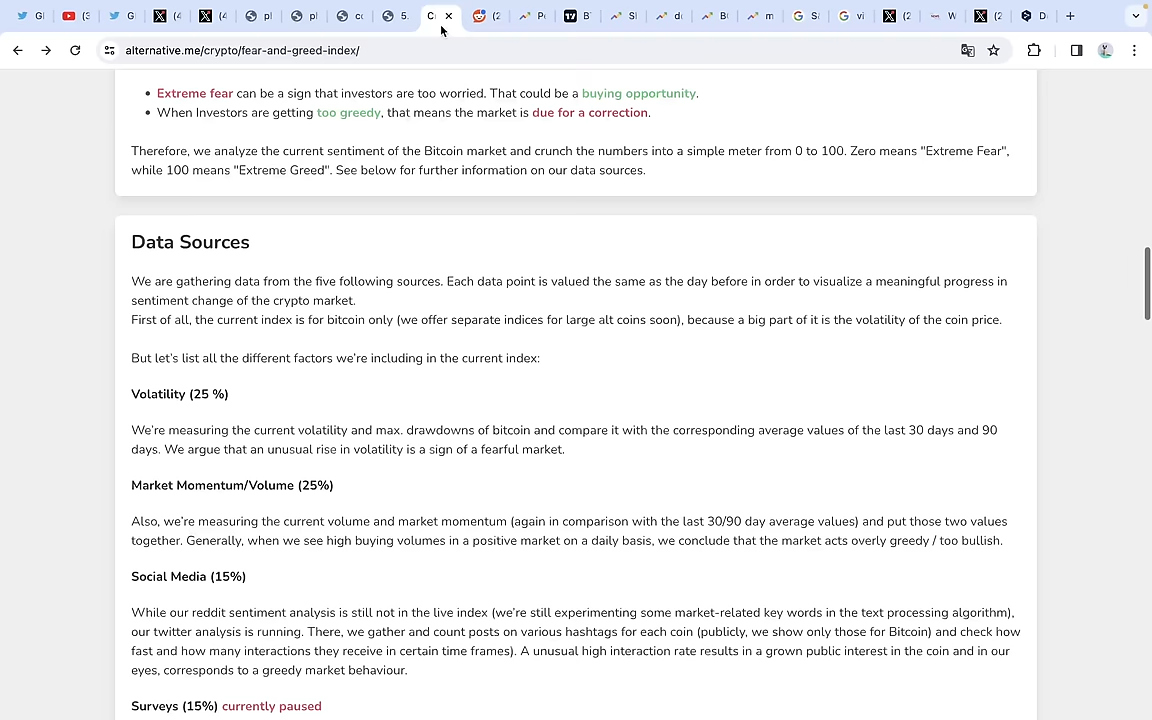 Gl
(3
Gl
(4
(4
pl
pl
cc
5.
C
(2
P
B
Sl
d
B
m
Sa
vi
(2
W
(2
D
alternative.me/crypto/fear-and-greed-index/
• Extreme fear can be a sign that investors are too worried. That could be a buying opportunity.
• When Investors are getting too greedy, that means the market is due for a correction.
Therefore, we analyze the current sentiment of the Bitcoin market and crunch the numbers into a simple meter from 0 to 100. Zero means "Extreme Fear",
while 100 means "Extreme Greed". See below for further information on our data sources.
Data Sources
We are gathering data from the five following sources. Each data point is valued the same as the day before in order to visualize a meaningful progress in
sentiment change of the crypto market.
First of all, the current index is for bitcoin only (we offer separate indices for large alt coins soon), because a big part of it is the volatility of the coin price.
But let’s list all the different factors we’re including in the current index:
Volatility (25 %)
We’re measuring the current volatility and max. drawdowns of bitcoin and compare it with the corresponding average values of the last 30 days and 90
days. We argue that an unusual rise in volatility is a sign of a fearful market.
Market Momentum/Volume (25%)
Also, we’re measuring the current volume and market momentum (again in comparison with the last 30/90 day average values) and put those two values
together. Generally, when we see high buying volumes in a positive market on a daily basis, we conclude that the market acts overly greedy / too bullish.
Social Media (15%)
While our reddit sentiment analysis is still not in the live index (we’re still experimenting some market-related key words in the text processing algorithm),
our twitter analysis is running. There, we gather and count posts on various hashtags for each coin (publicly, we show only those for Bitcoin) and check how
fast and how many interactions they receive in certain time frames). A unusual high interaction rate results in a grown public interest in the coin and in our
eyes, corresponds to a greedy market behaviour.
Surveys (15%) currently paused